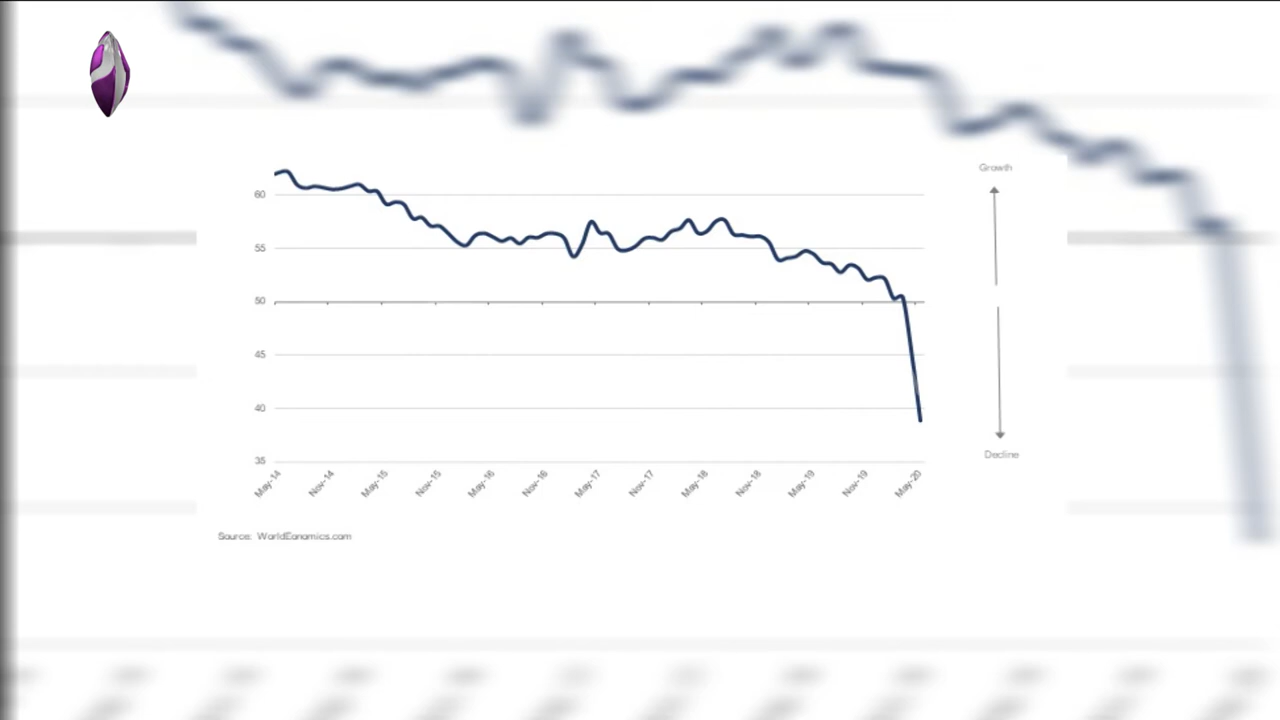 Growth
60
55
50
45
40
35
May-14
Nov-14
May-15
Nov-15
May-16
Nov-16
May-17
Nov-17
May-18
Nov-18
May-19
Nov-19
May-20
Decline
Source: WorldEonomics.com